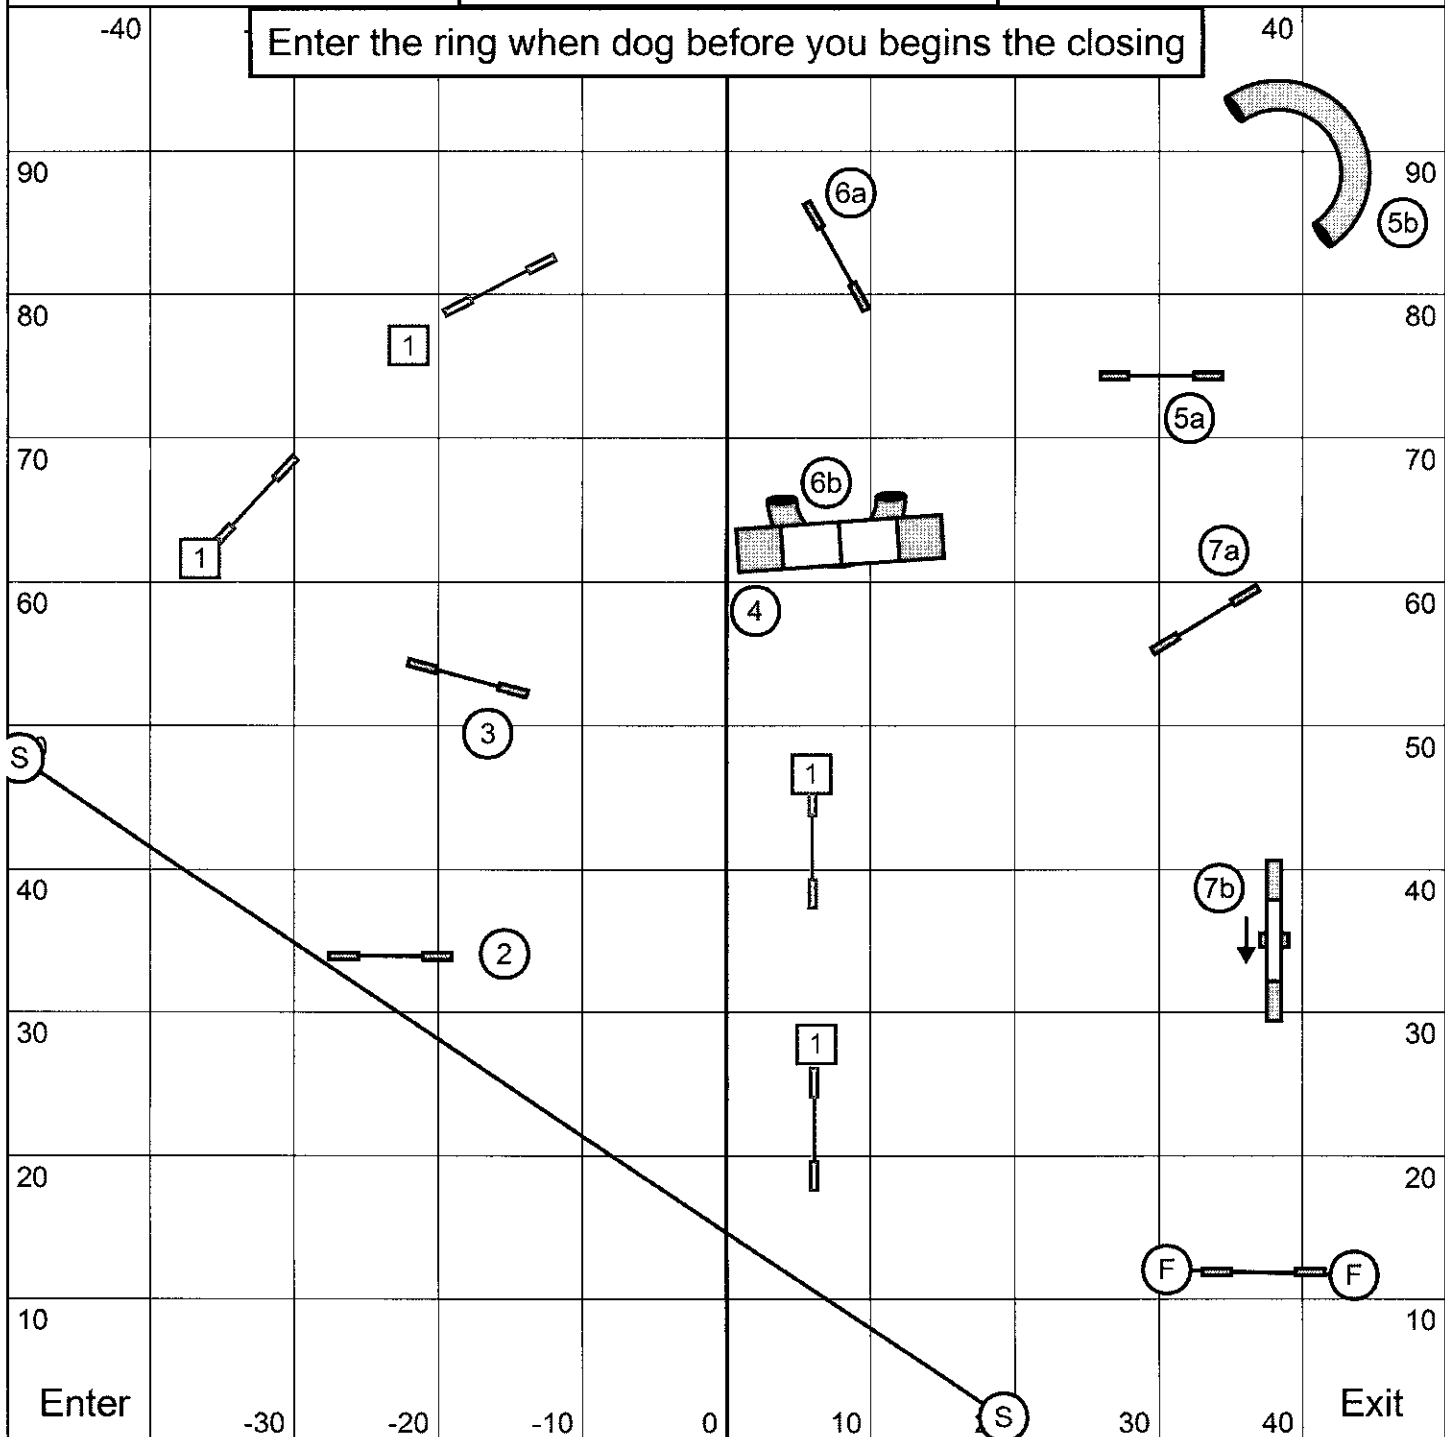 -40 40
Enter the ring when dog before you begins the closing
90 6a 90
5b
80 80
1
5a
70 6b 70
1 7a
60 4 60
3 50
S
1
40 7b 40
2
30 30
1
20 20
F F
10 10
Enter -30 -20 -10 0 10 S 30 40 Exit